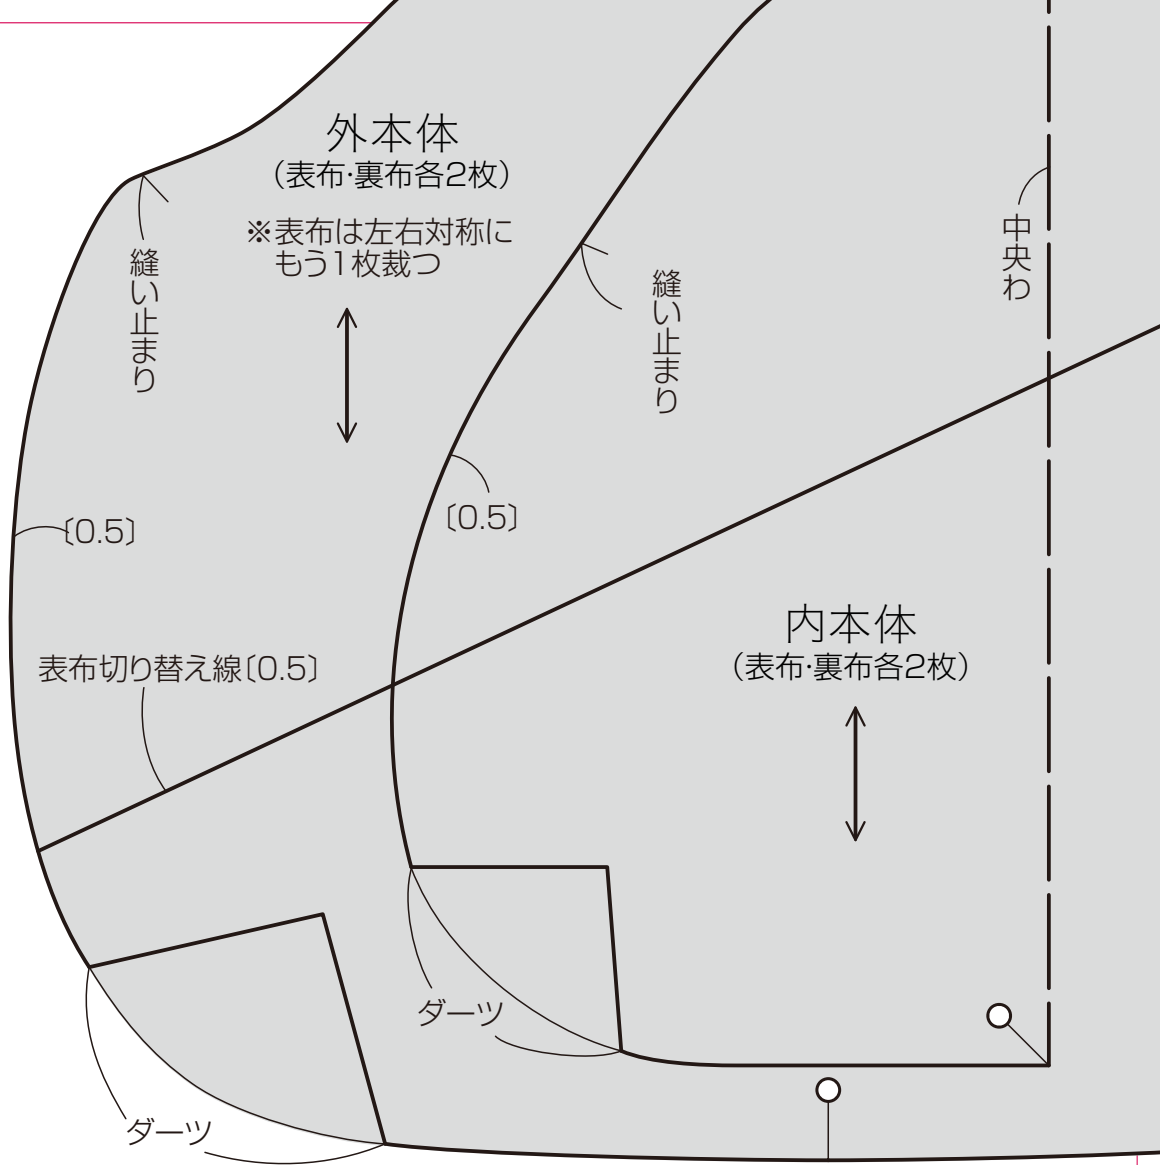 外本体
（表布・裏布各2枚）
※表布は左右対称に
もう1枚裁つ
縫い止まり
縫い止まり
中央わ
〔0.5〕
〔0.5〕
内本体
（表布・裏布各2枚）
表布切り替え線〔0.5〕
ダーツ
ダーツ